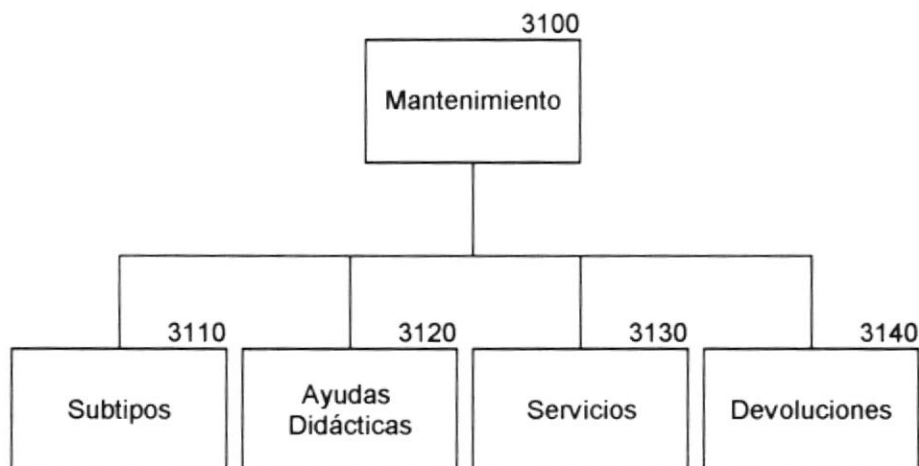 3100
Mantenimiento
3110
3120
3130
3140
Subtipos
Ayudas
Didácticas
Servicios
Devoluciones